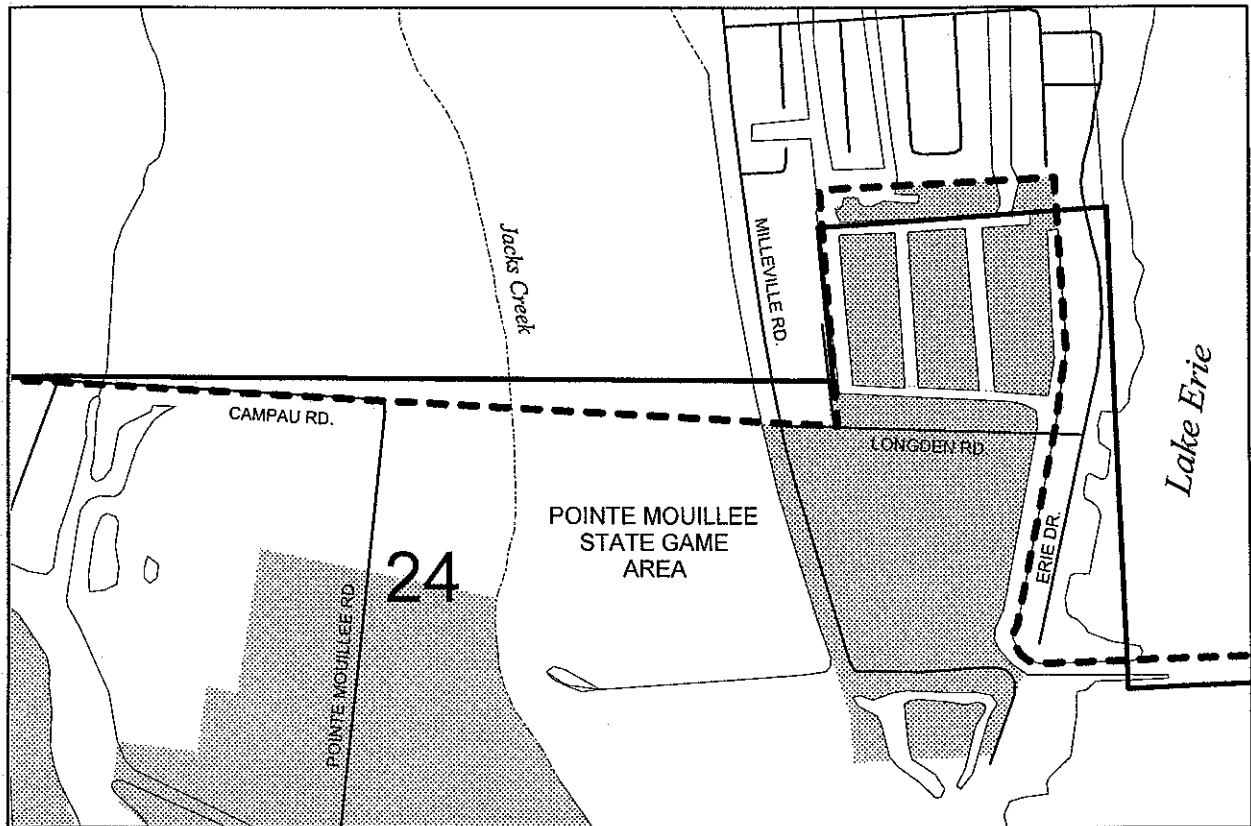 Jacks Creek
MILLEVILLE RD.
Lake Erie
CAMPAU RD.
LONGDEN RD.
POINTE MOUILLEE
STATE GAME
AREA
24
ERIE DR.
POINTE MOUILLEE RD.